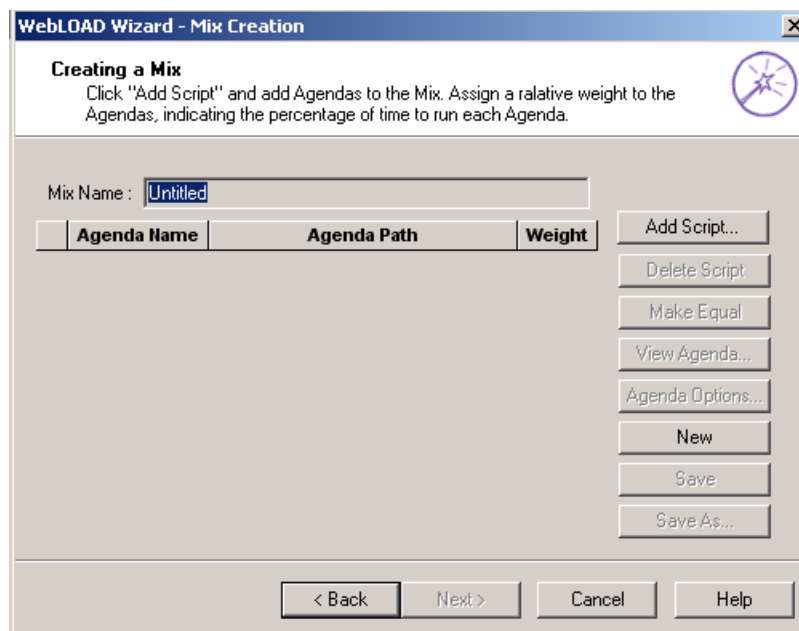 WebLOAD Wizard - Mix Creation
Creating a Mix
Click "Add Script" and add Agendas to the Mix. Assign a ralative weight to the
Agendas, indicating the percentage of time to run each Agenda.
Mix Name : Untitled
Agenda Name Agenda Path Weight
Add Script...
Delete Script
Make Equal
View Agenda...
Agenda Options...
New
Save
Save As...
< Back Next > Cancel Help